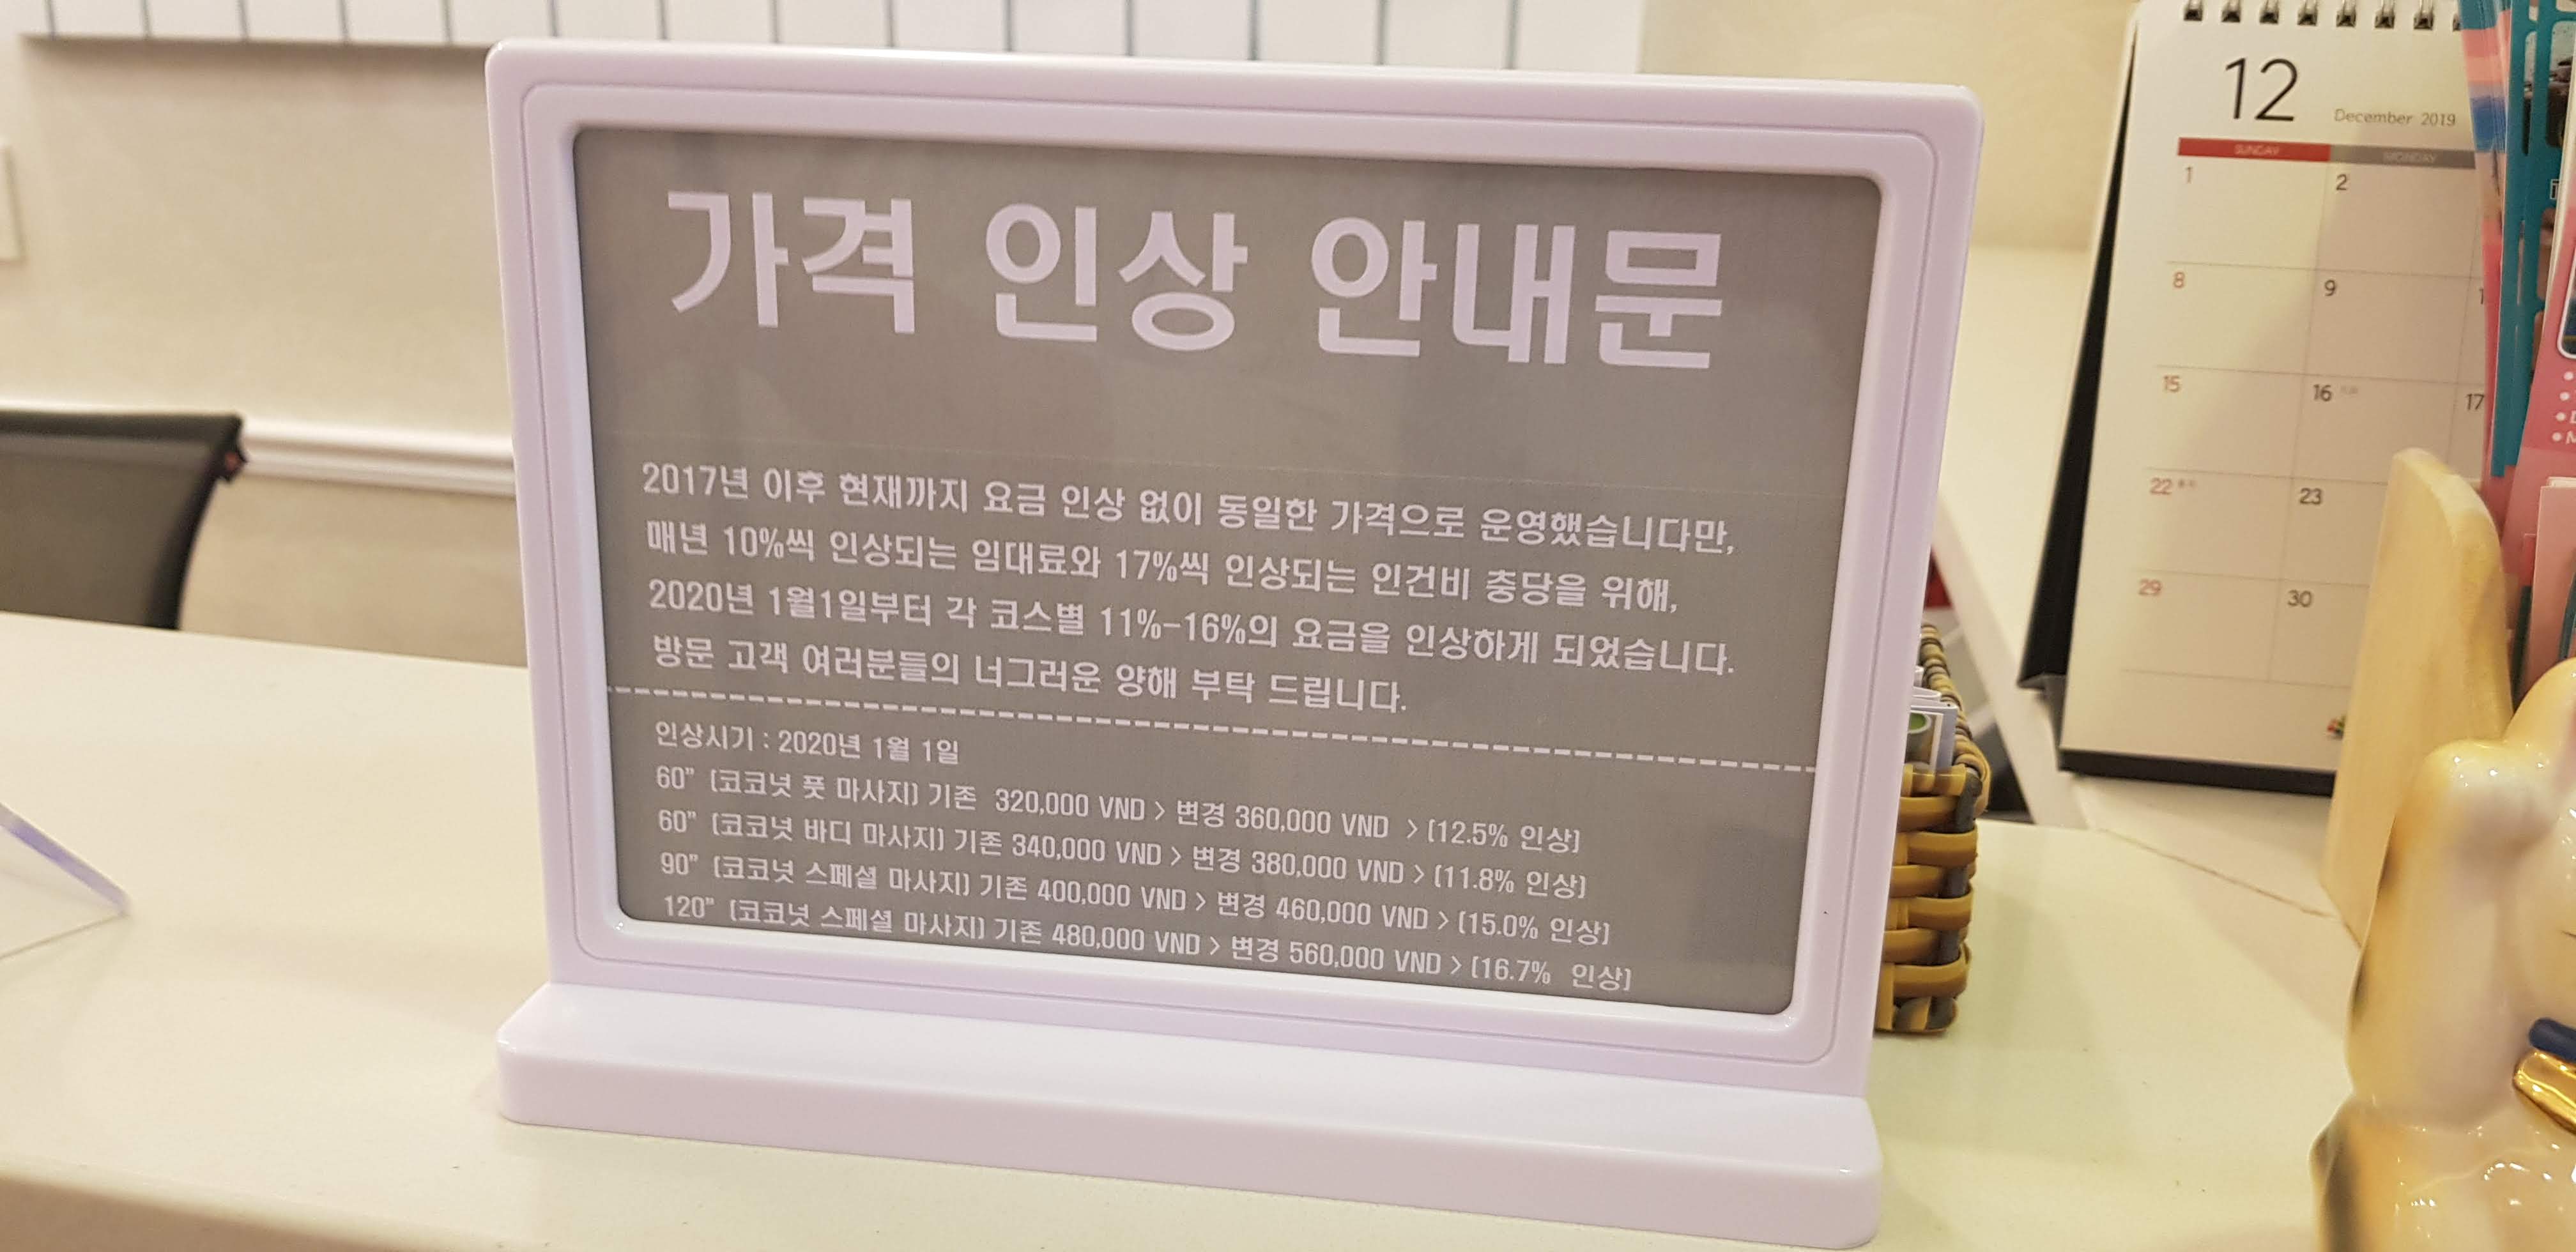 가격 인상 안내문
2017년 이후 현재까지 요금 인상 없이 동일한 가격으로 운영했습니다만,
매년 10%씩 인상되는 임대료와 17%씩 인상되는 인건비 충당을 위해,
2020년 1월1일부터 각 코스별 11%-16%의 요금을 인상하게 되었습니다.
방문 고객 여러분들의 너그러운 양해 부탁 드립니다.
인상시기 : 2020년 1월 1일
60" (코코넛 풋 마사지) 기존 320,000 VND > 변경 360,000 VND > (12.5% 인상)
60" (코코넛 바디 마사지) 기존 340,000 VND > 변경 380,000 VND > (11.8% 인상)
90" (코코넛 스페셜 마사지) 기존 400,000 VND > 변경 460,000 VND > (15.0% 인상)
120" (코코넛 스페셜 마사지) 기존 480,000 VND > 변경 560,000 VND > (16.7% 인상)
12 December 2019
SUNDAY MONDAY
1 2
8 9
15 16 17
22 23
29 30